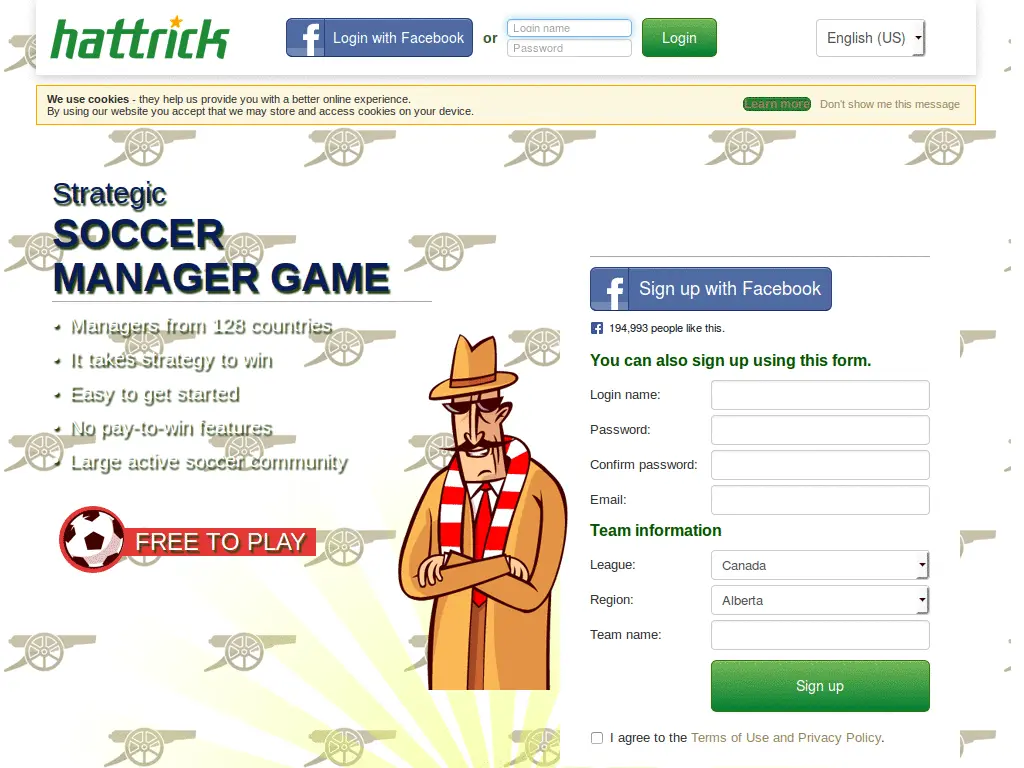 hattrick
Login with Facebook
or
Login name
Password
Login
English (US)
We use cookies - they help us provide you with a better online experience.
By using our website you accept that we may store and access cookies on your device.
Learn more
Don't show me this message
Strategic
SOCCER
MANAGER GAME
• Managers from 128 countries
• It takes strategy to win
• Easy to get started
• No pay-to-win features
• Large active soccer community
FREE TO PLAY
Sign up with Facebook
194,993 people like this.
You can also sign up using this form.
Login name:
Password:
Confirm password:
Email:
Team information
League:
Canada
Region:
Alberta
Team name:
Sign up
I agree to the Terms of Use and Privacy Policy.